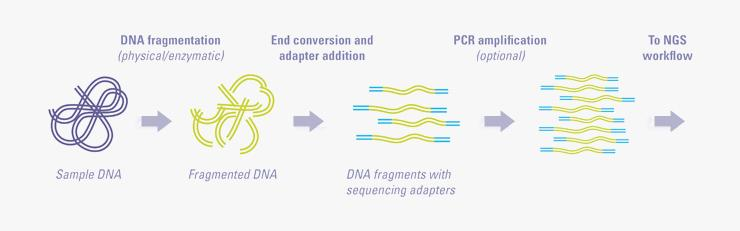 DNA fragmentation
(physical/enzymatic)
End conversion and
adapter addition
PCR amplification
(optional)
To NGS
workflow
Sample DNA
Fragmented DNA
DNA fragments with
sequencing adapters